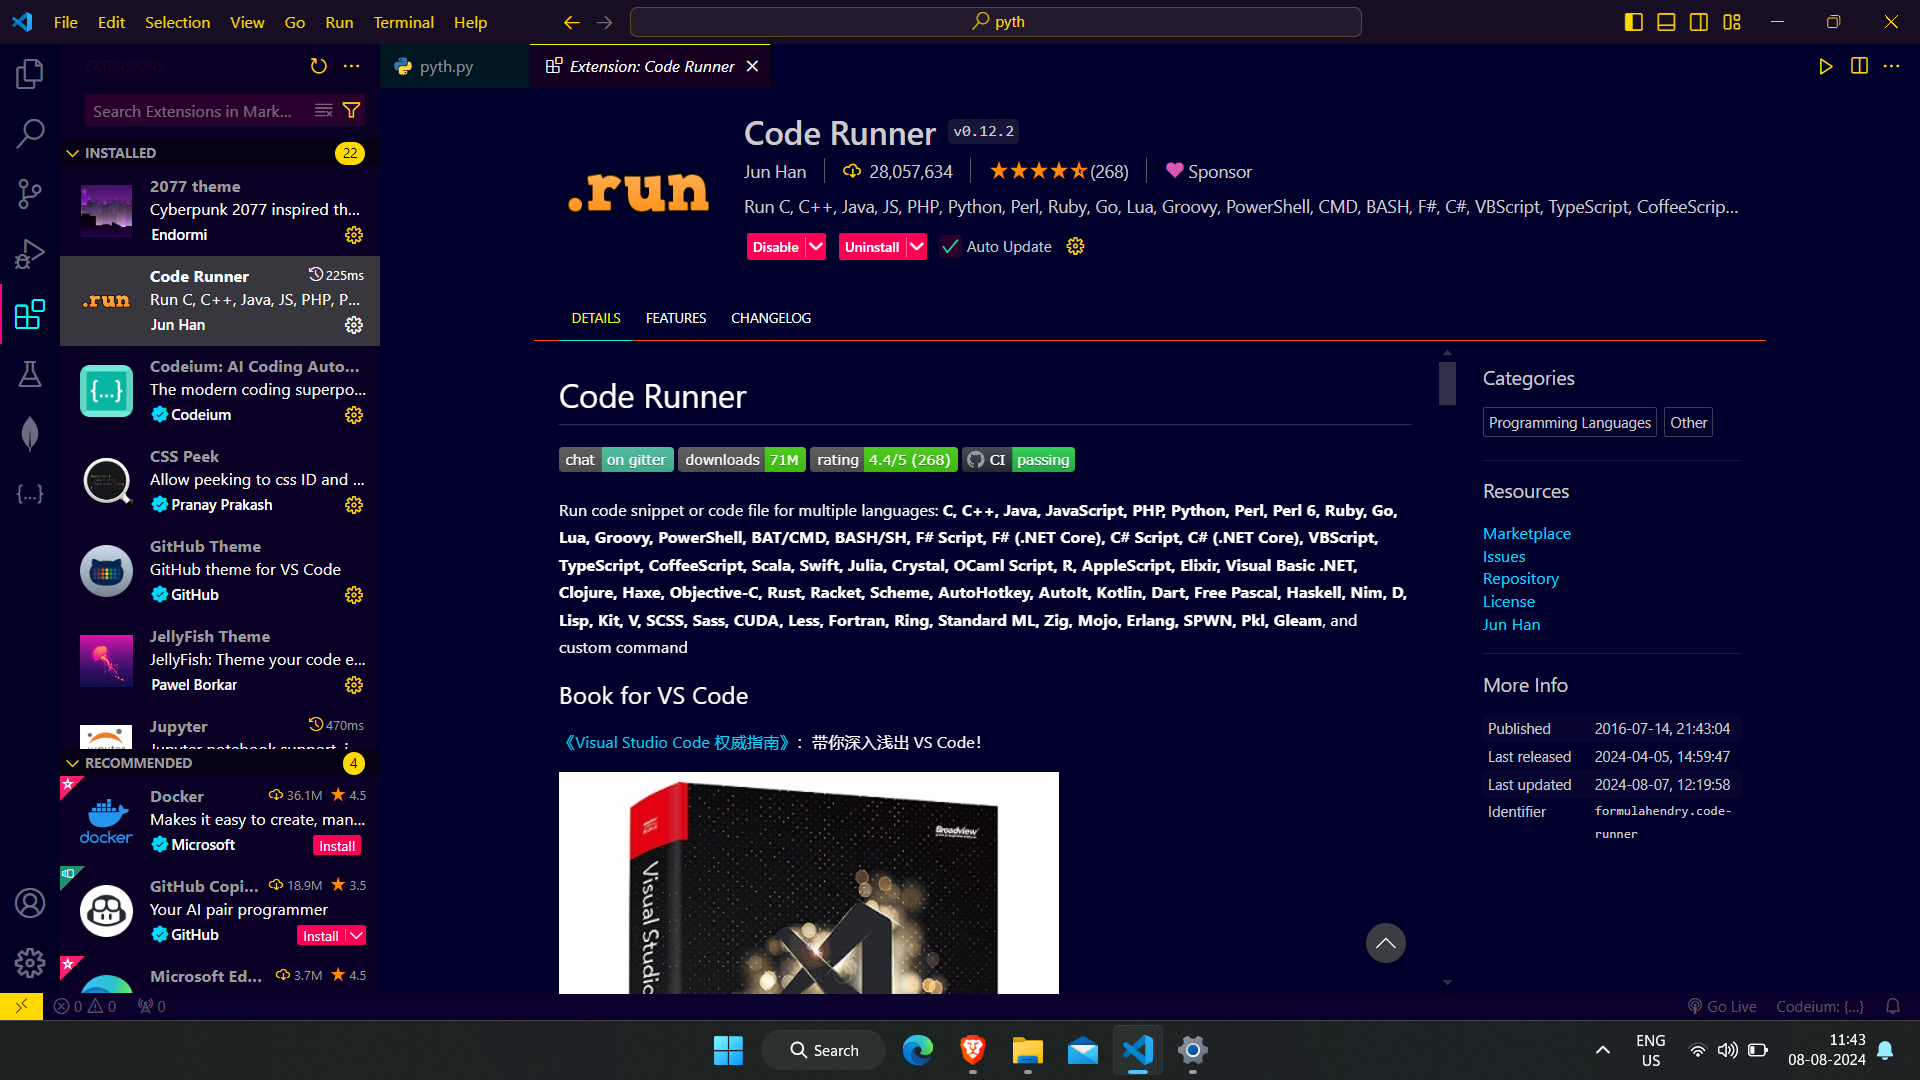 File Edit Selection View Go Run Terminal Help
pyth
EXTENSIONS
pyth.py
Extension: Code Runner
Search Extensions in Mark...
INSTALLED 22
2077 theme
Cyberpunk 2077 inspired th...
Endormi
Code Runner 225ms
Run C, C++, Java, JS, PHP, P...
Jun Han
Codeium: AI Coding Auto...
The modern coding superpo...
Codeium
CSS Peek
Allow peeking to css ID and ...
Pranay Prakash
GitHub Theme
GitHub theme for VS Code
GitHub
JellyFish Theme
JellyFish: Theme your code e...
Pawel Borkar
Jupyter 470ms
RECOMMENDED 4
Docker 36.1M 4.5
Makes it easy to create, man...
Microsoft Install
docker
GitHub Copi... 18.9M 3.5
Your AI pair programmer
GitHub Install
Microsoft Ed... 3.7M 4.5
.run
.run
Code Runner v0.12.2
Jun Han 28,057,634 (268) Sponsor
Run C, C++, Java, JS, PHP, Python, Perl, Ruby, Go, Lua, Groovy, PowerShell, CMD, BASH, F#, C#, VBScript, TypeScript, CoffeeScrip...
Disable Uninstall Auto Update
DETAILS FEATURES CHANGELOG
Code Runner
chat on gitter downloads 71M rating 4.4/5 (268) CI passing
Run code snippet or code file for multiple languages: C, C++, Java, JavaScript, PHP, Python, Perl, Perl 6, Ruby, Go,
Lua, Groovy, PowerShell, BAT/CMD, BASH/SH, F# Script, F# (.NET Core), C# Script, C# (.NET Core), VBScript,
TypeScript, CoffeeScript, Scala, Swift, Julia, Crystal, OCaml Script, R, AppleScript, Elixir, Visual Basic .NET,
Clojure, Haxe, Objective-C, Rust, Racket, Scheme, AutoHotkey, AutoIt, Kotlin, Dart, Free Pascal, Haskell, Nim, D,
Lisp, Kit, V, SCSS, Sass, CUDA, Less, Fortran, Ring, Standard ML, Zig, Mojo, Erlang, SPWN, Pkl, Gleam, and
custom command
Book for VS Code
《Visual Studio Code 权威指南》：带你深入浅出 VS Code！
Broadview
Visual Studio
Categories
Programming Languages Other
Resources
Marketplace
Issues
Repository
License
Jun Han
More Info
Published 2016-07-14, 21:43:04
Last released 2024-04-05, 14:59:47
Last updated 2024-08-07, 12:19:58
Identifier formulahendry.code-
runner
0 0 0
Go Live Codeium: {...}
Search
ENG
US
11:43
08-08-2024